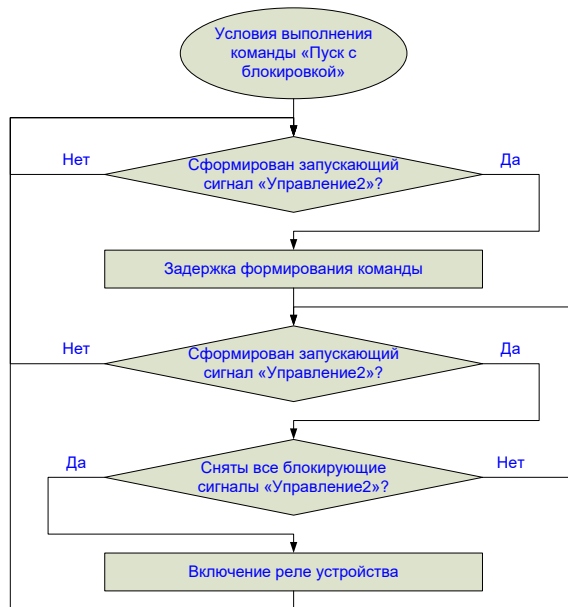 Условия выполнения
команды «Пуск с
блокировкой»
Нет
Сформирован запускающий
сигнал «Управление2»?
Да
Задержка формирования команды
Нет
Сформирован запускающий
сигнал «Управление2»?
Да
Да
Сняты все блокирующие
сигналы «Управление2»?
Нет
Включение реле устройства